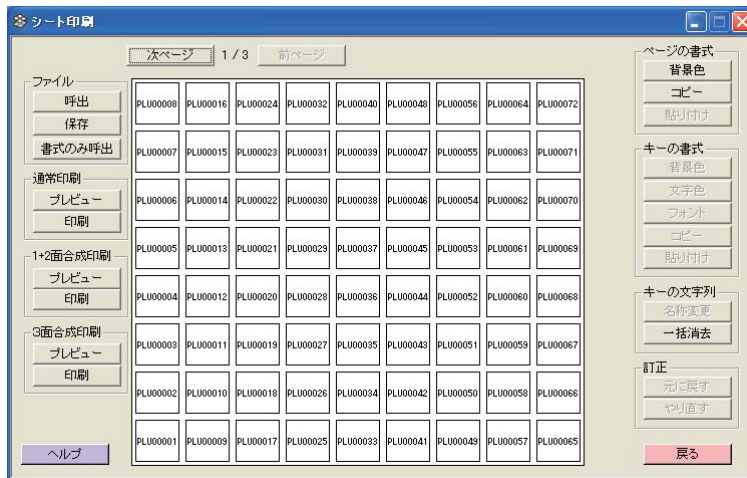 シート印刷
次ページ 1 / 3 前ページ
ファイル
呼出
保存
書式のみ呼出
通常印刷
プレビュー
印刷
1+2面合成印刷
プレビュー
印刷
3面合成印刷
プレビュー
印刷
ヘルプ
PLU00008 PLU00016 PLU00024 PLU00032 PLU00040 PLU00048 PLU00056 PLU00064 PLU00072
PLU00007 PLU00015 PLU00023 PLU00031 PLU00039 PLU00047 PLU00055 PLU00063 PLU00071
PLU00006 PLU00014 PLU00022 PLU00030 PLU00038 PLU00046 PLU00054 PLU00062 PLU00070
PLU00005 PLU00013 PLU00021 PLU00029 PLU00037 PLU00045 PLU00053 PLU00061 PLU00069
PLU00004 PLU00012 PLU00020 PLU00028 PLU00036 PLU00044 PLU00052 PLU00060 PLU00068
PLU00003 PLU00011 PLU00019 PLU00027 PLU00035 PLU00043 PLU00051 PLU00059 PLU00067
PLU00002 PLU00010 PLU00018 PLU00026 PLU00034 PLU00042 PLU00050 PLU00058 PLU00066
PLU00001 PLU00009 PLU00017 PLU00025 PLU00033 PLU00041 PLU00049 PLU00057 PLU00065
ページの書式
背景色
コピー
貼り付け
キーの書式
背景色
文字色
フォント
コピー
貼り付け
キーの文字列
名称変更
一括消去
訂正
元に戻す
やり直す
戻る